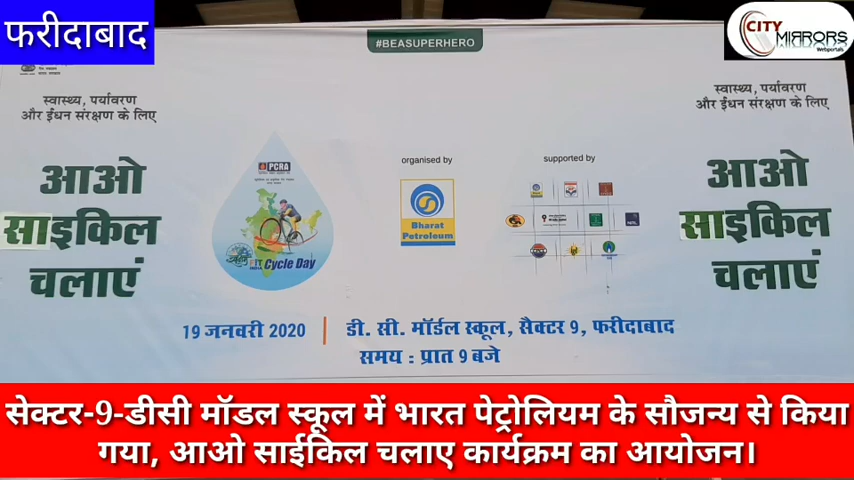 फरीदाबाद
#BEASUPERHERO
CITY
MIRRORS
Webportals
स्वास्थ्य, पर्यावरण
और ईंधन संरक्षण के लिए
आओ
साइकिल
चलाएं
PCRA
Cycle Day
organised by
Bharat
Petroleum
supported by
स्वास्थ्य, पर्यावरण
और ईंधन संरक्षण के लिए
आओ
साइकिल
चलाएं
19 जनवरी 2020 | डी. सी. मॉर्डल स्कूल, सैक्टर 9, फरीदाबाद
समय : प्रात 9 बजे
सेक्टर-9-डीसी मॉडल स्कूल में भारत पेट्रोलियम के सौजन्य से किया
गया, आओ साईकिल चलाए कार्यक्रम का आयोजन।